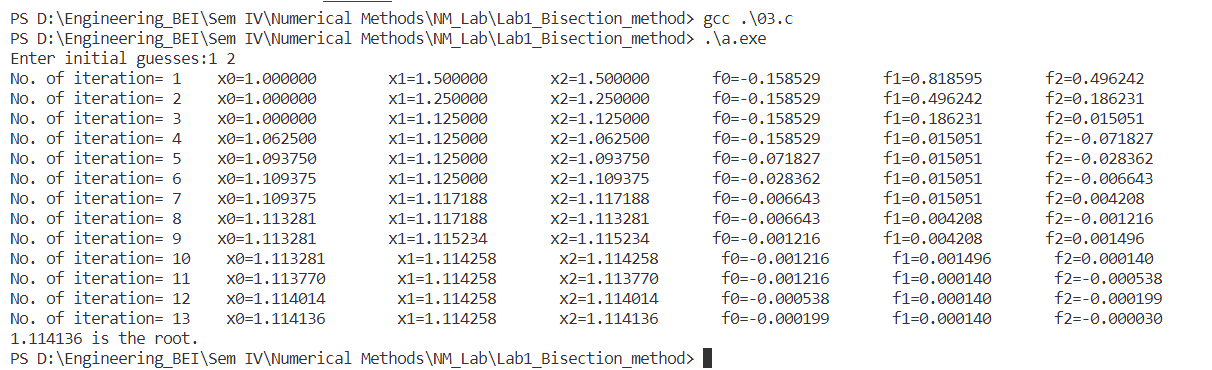 PS D:\Engineering_BEI\Sem IV\Numerical Methods\NM_Lab\Lab1_Bisection_method> gcc .\03.c
PS D:\Engineering_BEI\Sem IV\Numerical Methods\NM_Lab\Lab1_Bisection_method> .\a.exe
Enter initial guesses:1 2
No. of iteration= 1 x0=1.000000 x1=1.500000 x2=1.500000 f0=-0.158529 f1=0.818595 f2=0.496242
No. of iteration= 2 x0=1.000000 x1=1.250000 x2=1.250000 f0=-0.158529 f1=0.496242 f2=0.186231
No. of iteration= 3 x0=1.000000 x1=1.125000 x2=1.125000 f0=-0.158529 f1=0.186231 f2=0.015051
No. of iteration= 4 x0=1.062500 x1=1.125000 x2=1.062500 f0=-0.158529 f1=0.015051 f2=-0.071827
No. of iteration= 5 x0=1.093750 x1=1.125000 x2=1.093750 f0=-0.071827 f1=0.015051 f2=-0.028362
No. of iteration= 6 x0=1.109375 x1=1.125000 x2=1.109375 f0=-0.028362 f1=0.015051 f2=-0.006643
No. of iteration= 7 x0=1.109375 x1=1.117188 x2=1.117188 f0=-0.006643 f1=0.015051 f2=0.004208
No. of iteration= 8 x0=1.113281 x1=1.117188 x2=1.113281 f0=-0.006643 f1=0.004208 f2=-0.001216
No. of iteration= 9 x0=1.113281 x1=1.115234 x2=1.115234 f0=-0.001216 f1=0.004208 f2=0.001496
No. of iteration= 10 x0=1.113281 x1=1.114258 x2=1.114258 f0=-0.001216 f1=0.001496 f2=0.000140
No. of iteration= 11 x0=1.113770 x1=1.114258 x2=1.113770 f0=-0.001216 f1=0.000140 f2=-0.000538
No. of iteration= 12 x0=1.114014 x1=1.114258 x2=1.114014 f0=-0.000538 f1=0.000140 f2=-0.000199
No. of iteration= 13 x0=1.114136 x1=1.114258 x2=1.114136 f0=-0.000199 f1=0.000140 f2=-0.000030
1.114136 is the root.
PS D:\Engineering_BEI\Sem IV\Numerical Methods\NM_Lab\Lab1_Bisection_method>